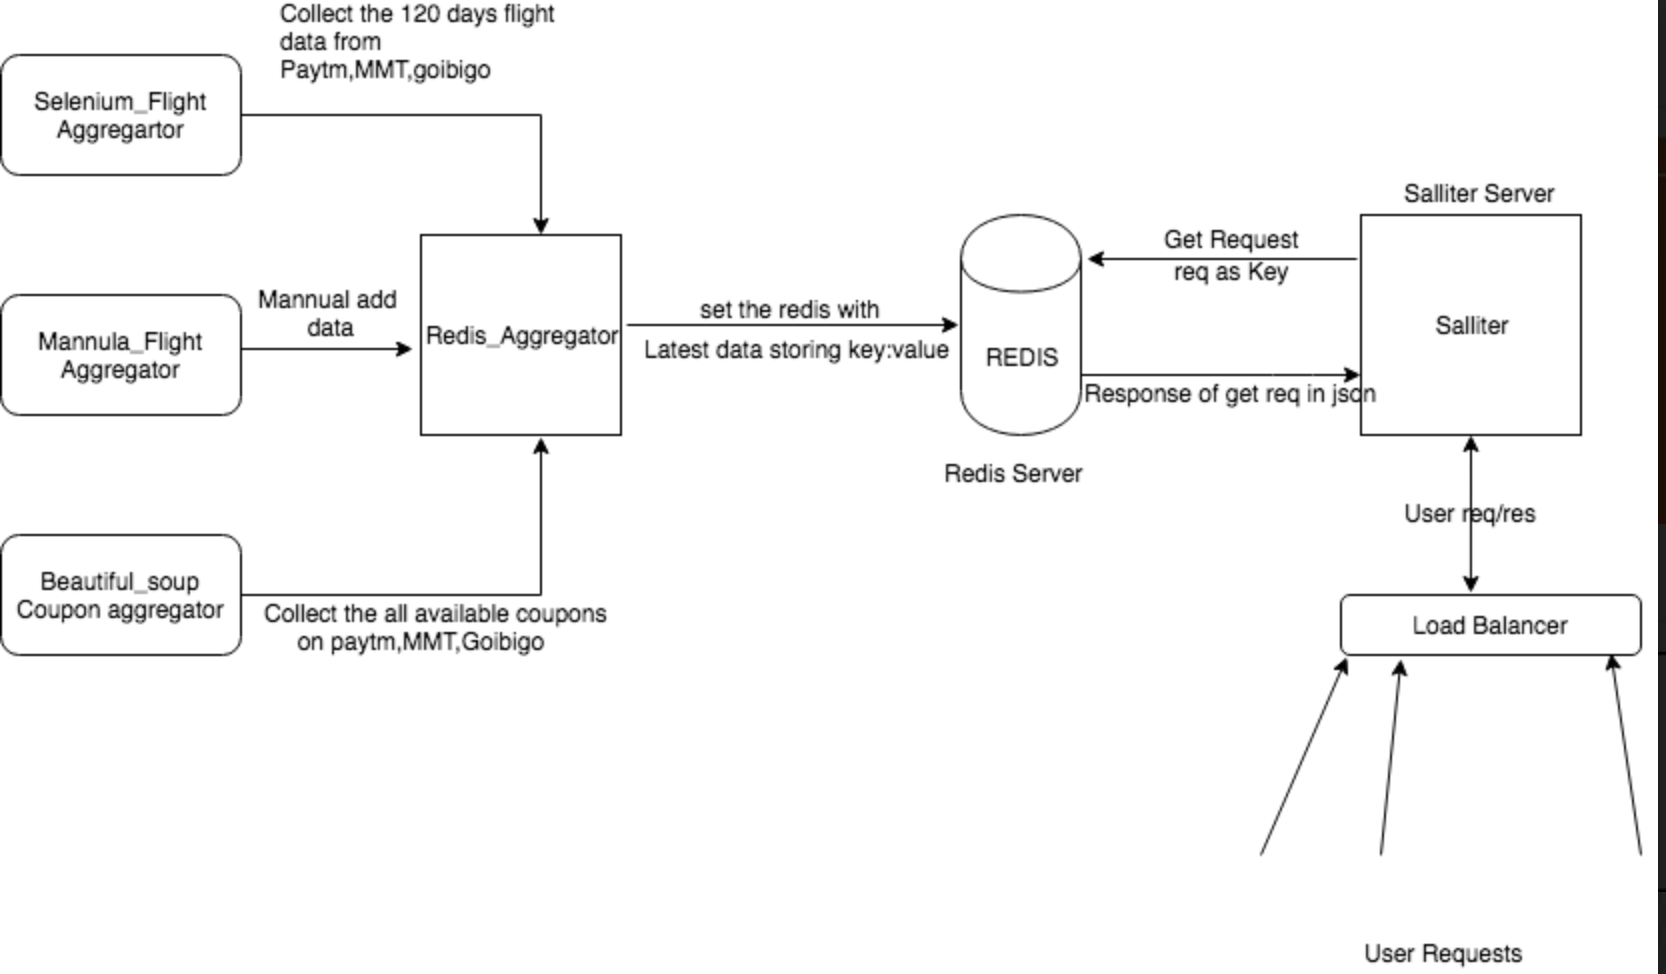 Collect the 120 days flight
data from
Paytm,MMT,goibigo
Selenium_Flight
Aggregartor
Mannual add
data
Mannula_Flight
Aggregator
Redis_Aggregator
Beautiful_soup
Coupon aggregator
Collect the all available coupons
on paytm,MMT,Goibigo
set the redis with
Latest data storing key:value
REDIS
Redis Server
Get Request
req as Key
Response of get req in json
Salliter Server
Salliter
User req/res
Load Balancer
User Requests